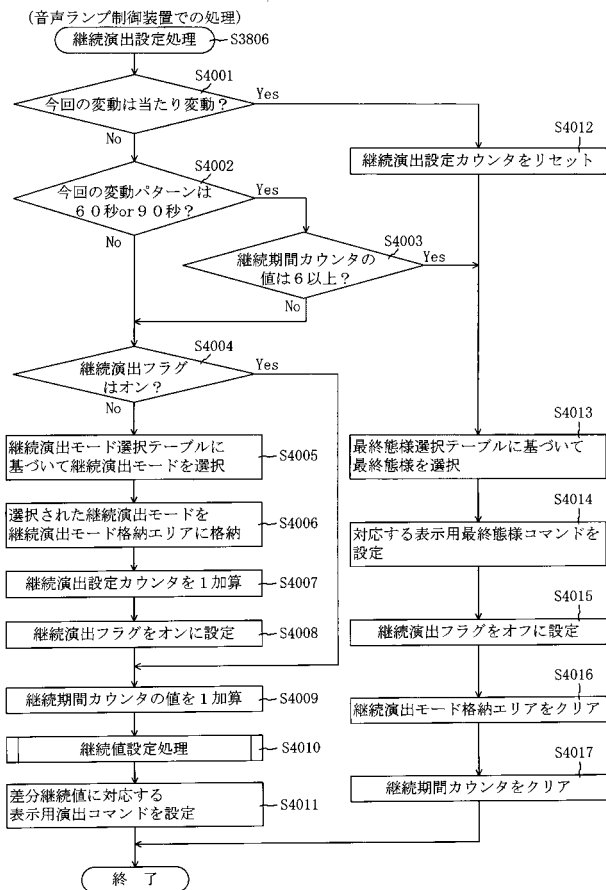 (音声ランプ制御装置での処理)
継続演出設定処理
S3806
S4001
今回の変動は当たり変動？
Yes
No
S4012
継続演出設定カウンタをリセット
S4002
今回の変動パターンは
６０秒or９０秒？
Yes
No
S4003
継続期間カウンタの
値は６以上？
Yes
No
S4004
継続演出フラグ
はオン？
Yes
No
継続演出モード選択テーブルに
基づいて継続演出モードを選択
S4005
選択された継続演出モードを
継続演出モード格納エリアに格納
S4006
継続演出設定カウンタを１加算
S4007
継続演出フラグをオンに設定
S4008
継続期間カウンタの値を１加算
S4009
継続値設定処理
S4010
差分継続値に対応する
表示用演出コマンドを設定
S4011
S4013
最終態様選択テーブルに基づいて
最終態様を選択
S4014
対応する表示用最終態様コマンドを
設定
S4015
継続演出フラグをオフに設定
S4016
継続演出モード格納エリアをクリア
S4017
継続期間カウンタをクリア
終 了